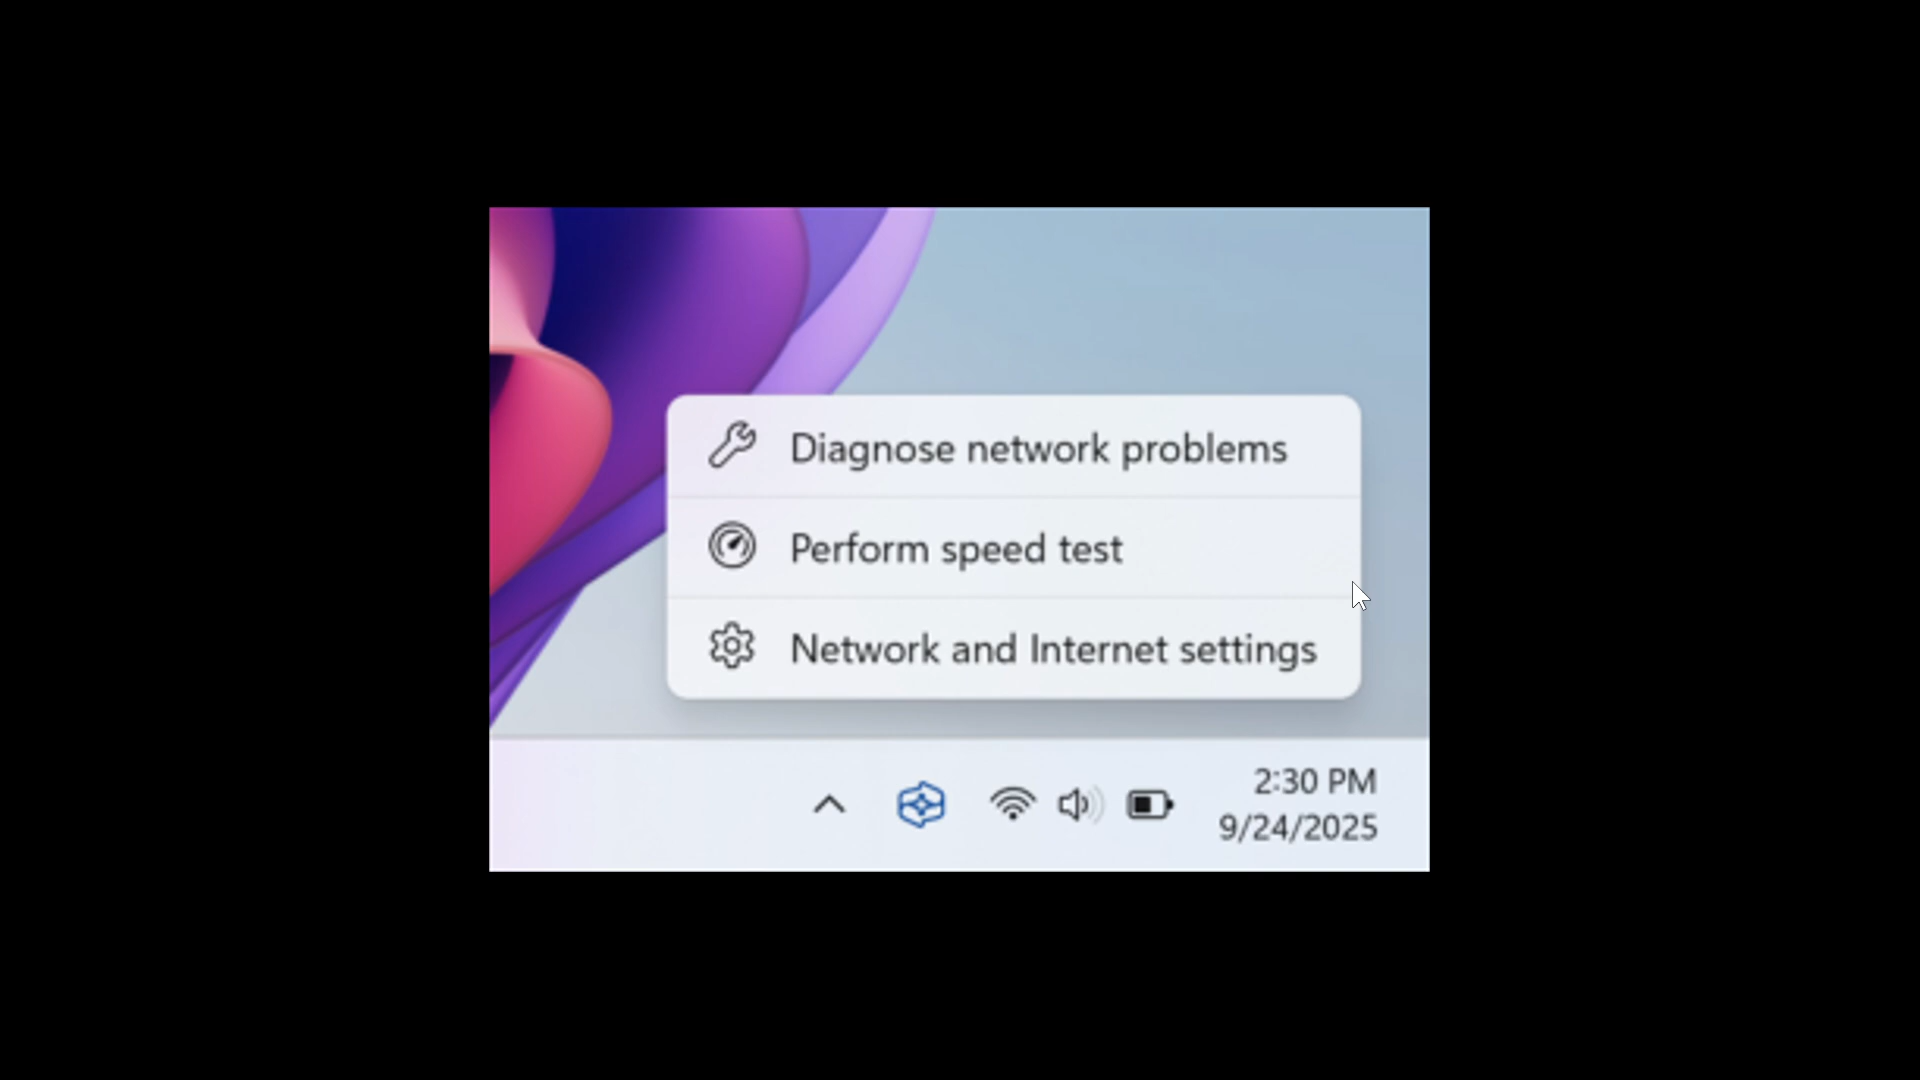 Diagnose network problems
Perform speed test
Network and Internet settings
2:30 PM
9/24/2025